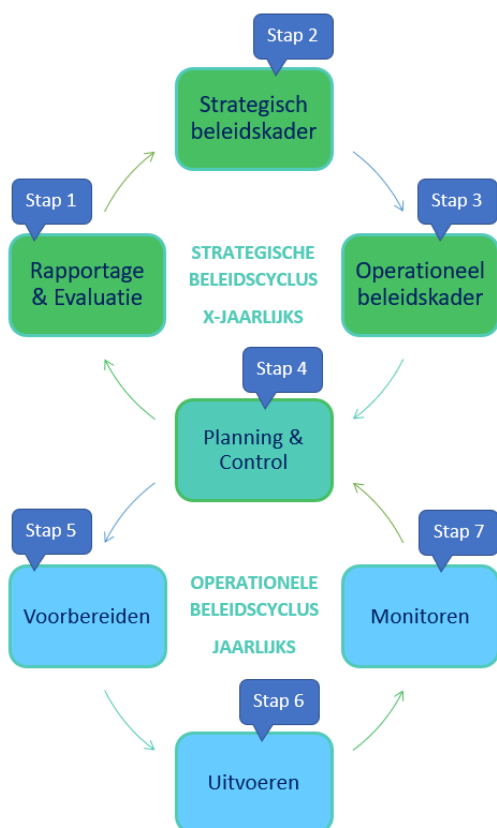 Stap 2
Strategisch
beleidskader
Stap 1
Rapportage
& Evaluatie
STRATEGISCHE
BELEIDSCYCLUS
X-JAARLIJKS
Stap 3
Operationeel
beleidskader
Stap 4
Planning &
Control
Stap 5
Voorbereiden
OPERATIONELE
BELEIDSCYCLUS
JAARLIJKS
Stap 7
Monitoren
Stap 6
Uitvoeren